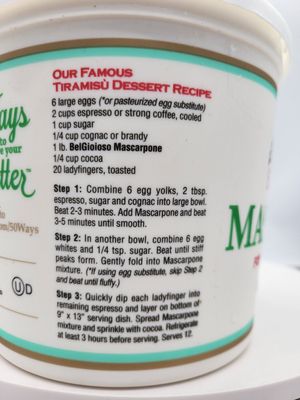 OUR FAMOUS
TIRAMISÙ DESSERT RECIPE
6 large eggs (*or pasteurized egg substitute)
2 cups espresso or strong coffee, cooled
1 cup sugar
1/4 cup cognac or brandy
1 lb. BelGioioso Mascarpone
1/4 cup cocoa
20 ladyfingers, toasted
Step 1: Combine 6 egg yolks, 2 tbsp.
espresso, sugar and cognac into large bowl.
Beat 2-3 minutes. Add Mascarpone and beat
3-5 minutes until smooth.
Step 2: In another bowl, combine 6 egg
whites and 1/4 tsp. sugar. Beat until stiff
peaks form. Gently fold into Mascarpone
mixture. (*If using egg substitute, skip Step 2
and beat until fluffy.)
Step 3: Quickly dip each ladyfinger into
remaining espresso and layer on bottom of
9" x 13" serving dish. Spread Mascarpone
mixture and sprinkle with cocoa. Refrigerate
at least 3 hours before serving. Serves 12.
ays
to
e your
tter™
om/50Ways
U D
MA